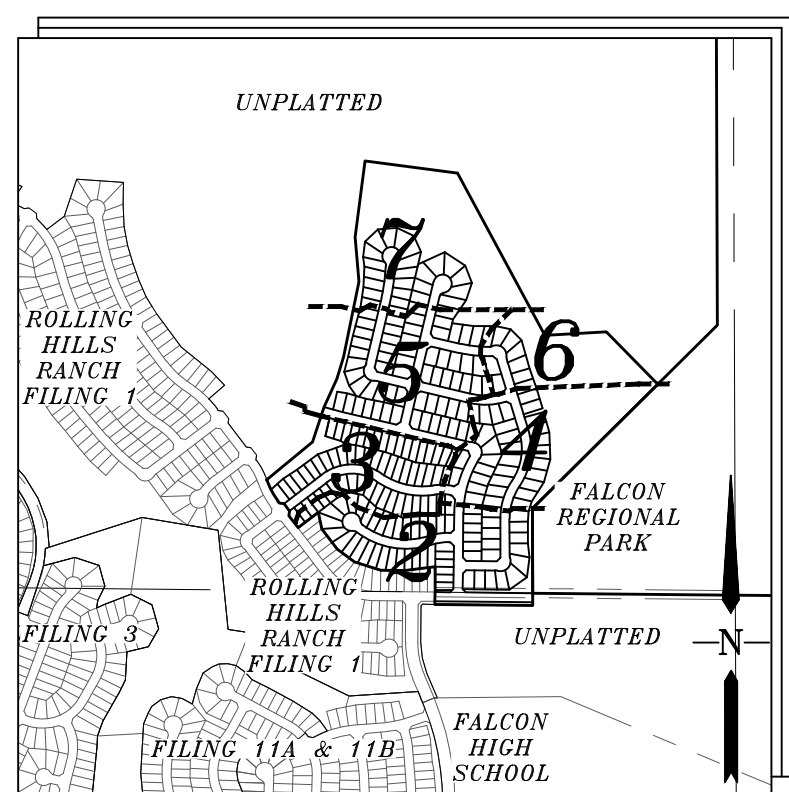 UNPLATTED
7
ROLLING
HILLS
RANCH
FILING 1
6
5
4
3
FALCON
REGIONAL
PARK
2
ROLLING
HILLS
RANCH
FILING 1
FILING 3
UNPLATTED
N
FILING 11A & 11B
FALCON
HIGH
SCHOOL